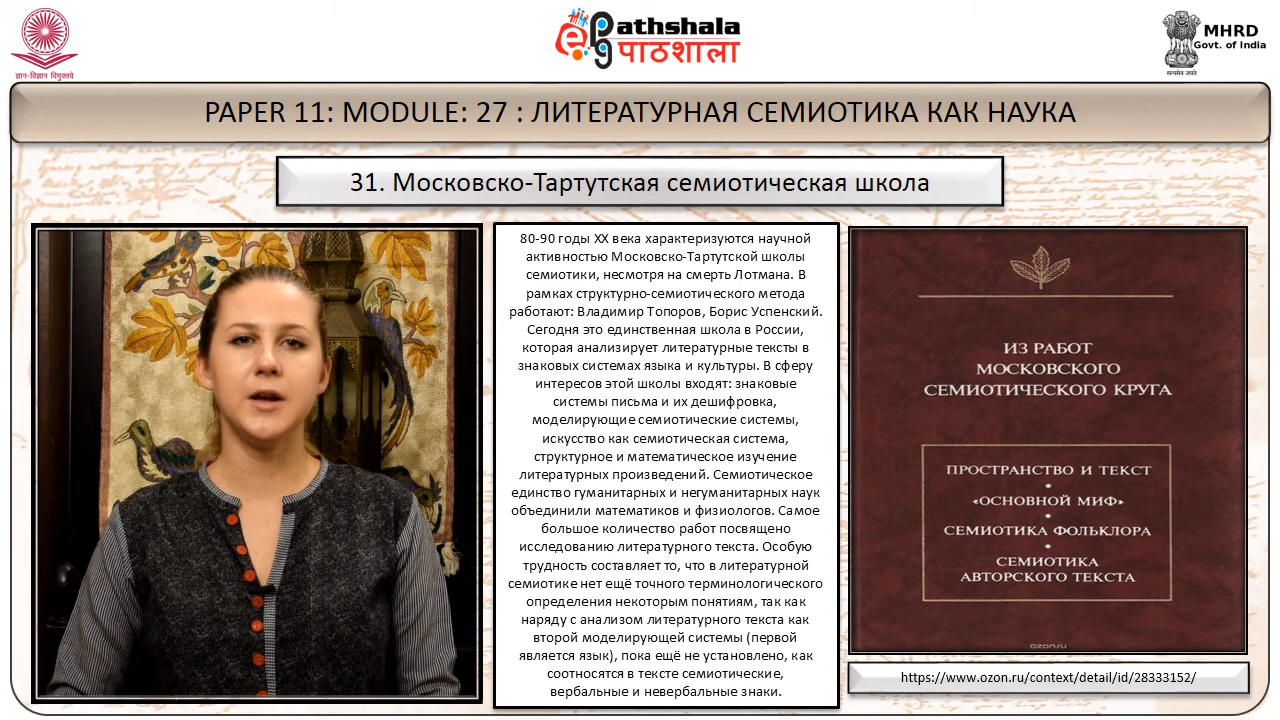 ज्ञान-विज्ञान विमुक्तये
epg Pathshala
पाठशाला
MHRD
Govt. of India
सत्यमेव जयते
PAPER 11: MODULE: 27 : ЛИТЕРАТУРНАЯ СЕМИОТИКА КАК НАУКА
31. Московско-Тартутская семиотическая школа
80-90 годы XX века характеризуются научной
активностью Московско-Тартутской школы
семиотики, несмотря на смерть Лотмана. В
рамках структурно-семиотического метода
работают: Владимир Топоров, Борис Успенский.
Сегодня это единственная школа в России,
которая анализирует литературные тексты в
знаковых системах языка и культуры. В сферу
интересов этой школы входят: знаковые
системы письма и их дешифровка,
моделирующие семиотические системы,
искусство как семиотическая система,
структурное и математическое изучение
литературных произведений. Семиотическое
единство гуманитарных и негуманитарных наук
объединили математиков и физиологов. Самое
большое количество работ посвящено
исследованию литературного текста. Особую
трудность составляет то, что в литературной
семиотике нет ещё точного терминологического
определения некоторым понятиям, так как
наряду с анализом литературного текста как
второй моделирующей системы (первой
является язык), пока ещё не установлено, как
соотносятся в тексте семиотические,
вербальные и невербальные знаки.
ИЗ РАБОТ
МОСКОВСКОГО
СЕМИОТИЧЕСКОГО КРУГА
ПРОСТРАНСТВО И ТЕКСТ
«ОСНОВНОЙ МИФ»
СЕМИОТИКА ФОЛЬКЛОРА
СЕМИОТИКА
АВТОРСКОГО ТЕКСТА
ozon.ru
https://www.ozon.ru/context/detail/id/28333152/